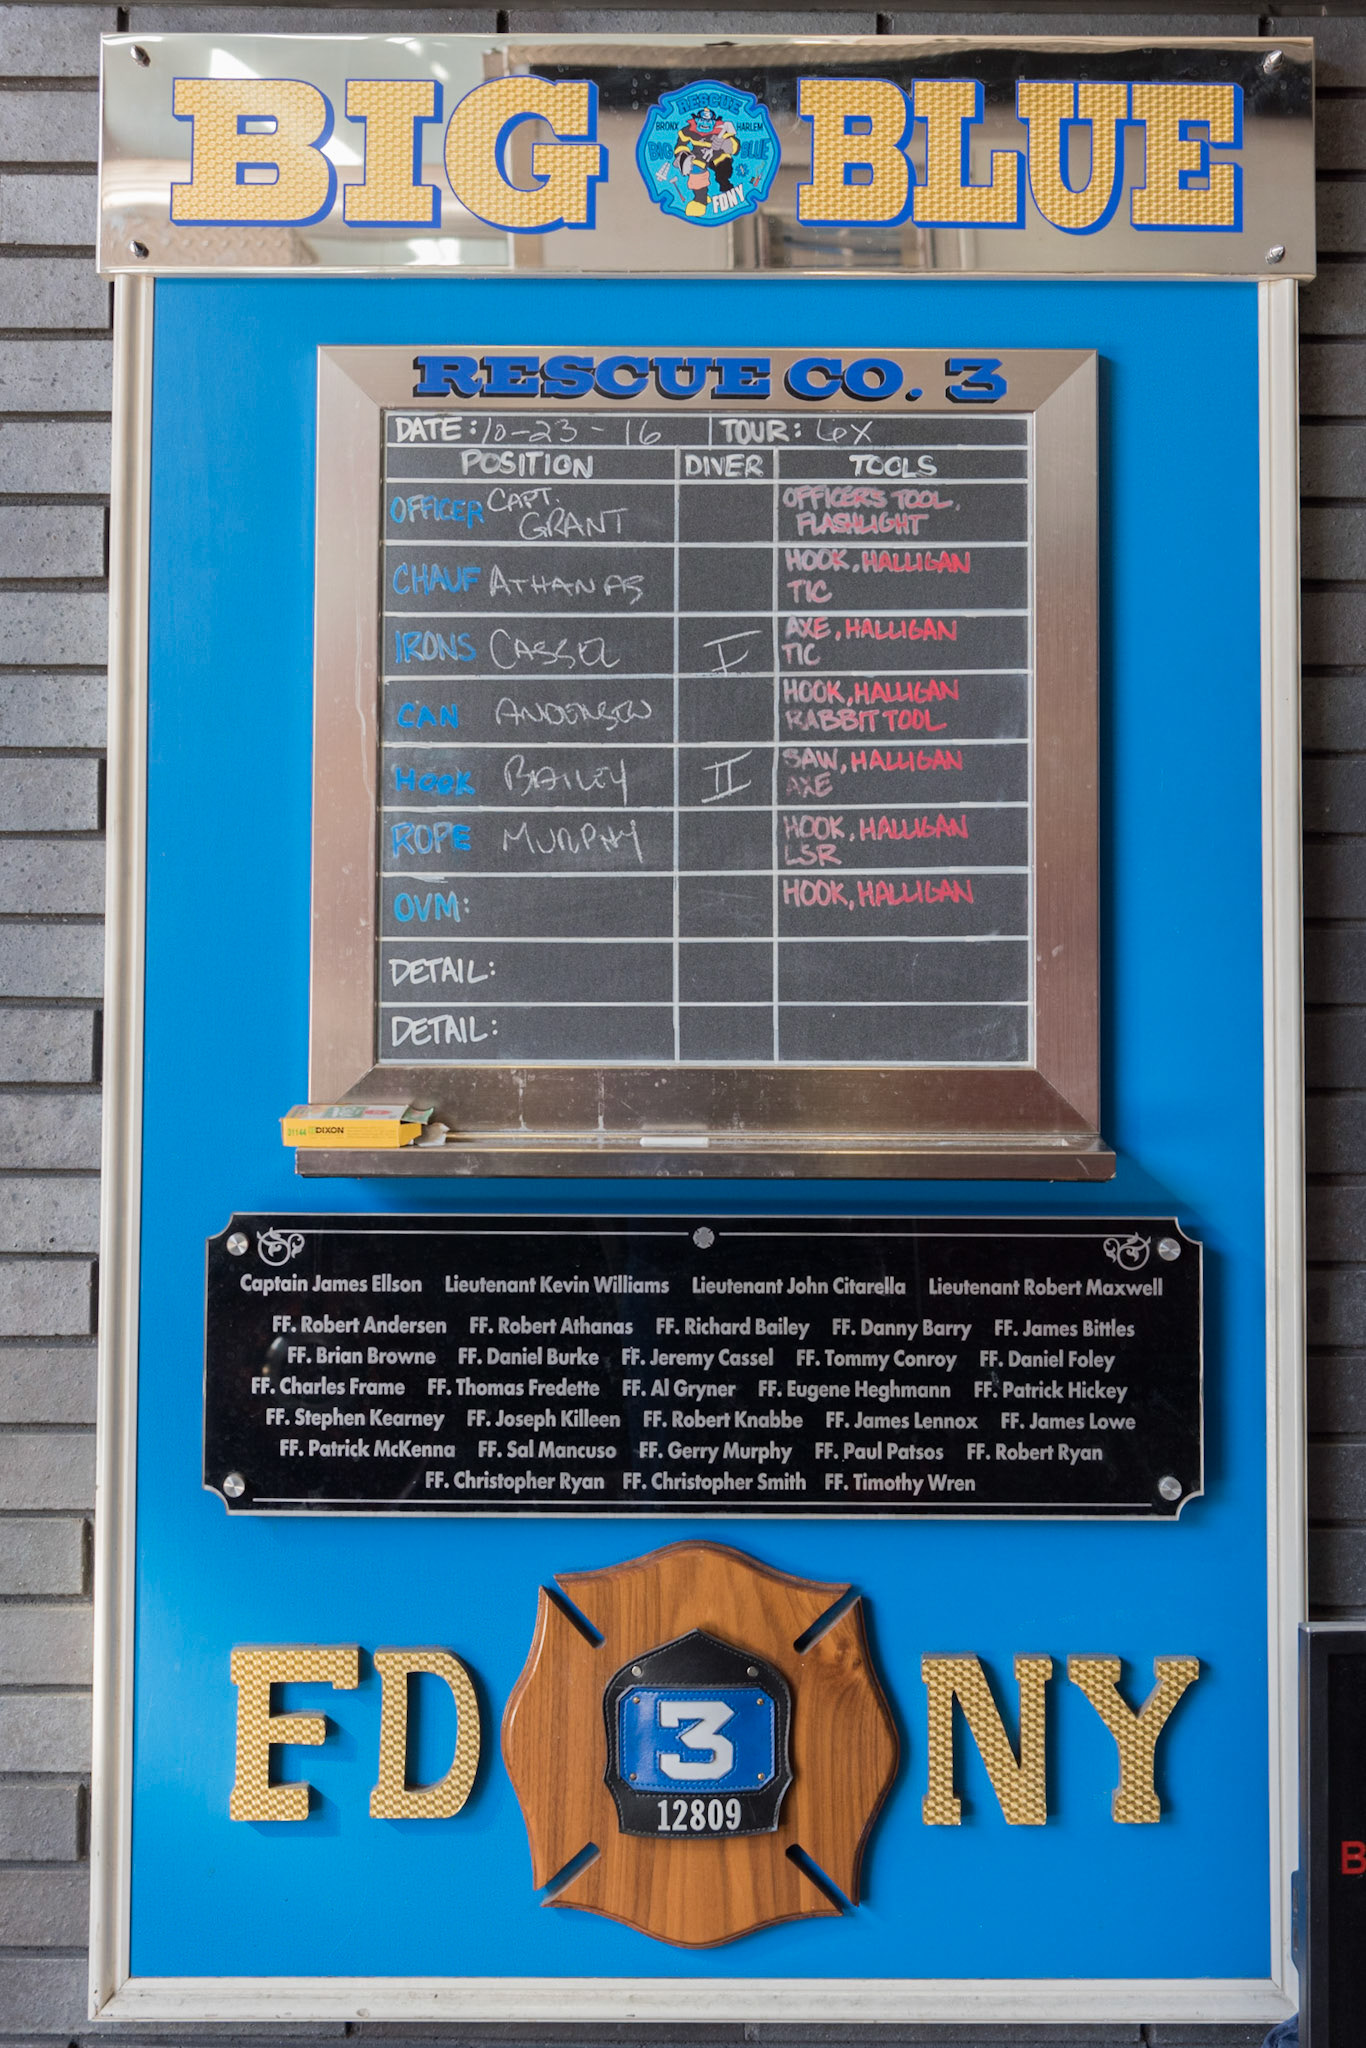 BIG BLUE
RESCUE
BRONX HARLEM
BIG BLUE
FDNY
RESCUE CO. 3
DATE: 10-23-16 TOUR: 6X
POSITION DIVER TOOLS
OFFICER CAPT. GRANT OFFICER'S TOOL, FLASHLIGHT
CHAUF ATHANAS HOOK, HALLIGAN TIC
IRONS CASSEL I AXE, HALLIGAN TIC
CAN ANDERSEN HOOK, HALLIGAN RABBIT TOOL
HOOK BAILEY II SAW, HALLIGAN AXE
ROPE MURPHY HOOK, HALLIGAN LSR
OVM: HOOK, HALLIGAN
DETAIL:
DETAIL:
31144 DIXON
Captain James Ellson Lieutenant Kevin Williams Lieutenant John Citarella Lieutenant Robert Maxwell
FF. Robert Andersen FF. Robert Athanas FF. Richard Bailey FF. Danny Barry FF. James Bittles
FF. Brian Browne FF. Daniel Burke FF. Jeremy Cassel FF. Tommy Conroy FF. Daniel Foley
FF. Charles Frame FF. Thomas Fredette FF. Al Gryner FF. Eugene Heghmann FF. Patrick Hickey
FF. Stephen Kearney FF. Joseph Killeen FF. Robert Knabbe FF. James Lennox FF. James Lowe
FF. Patrick McKenna FF. Sal Mancuso FF. Gerry Murphy FF. Paul Patsos FF. Robert Ryan
FF. Christopher Ryan FF. Christopher Smith FF. Timothy Wren
FD NY
3
12809
B